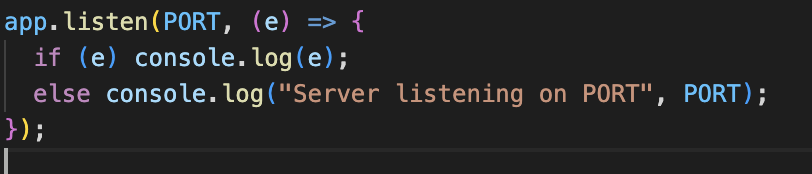 app.listen(PORT, (e) => {
  if (e) console.log(e);
  else console.log("Server listening on PORT", PORT);
});